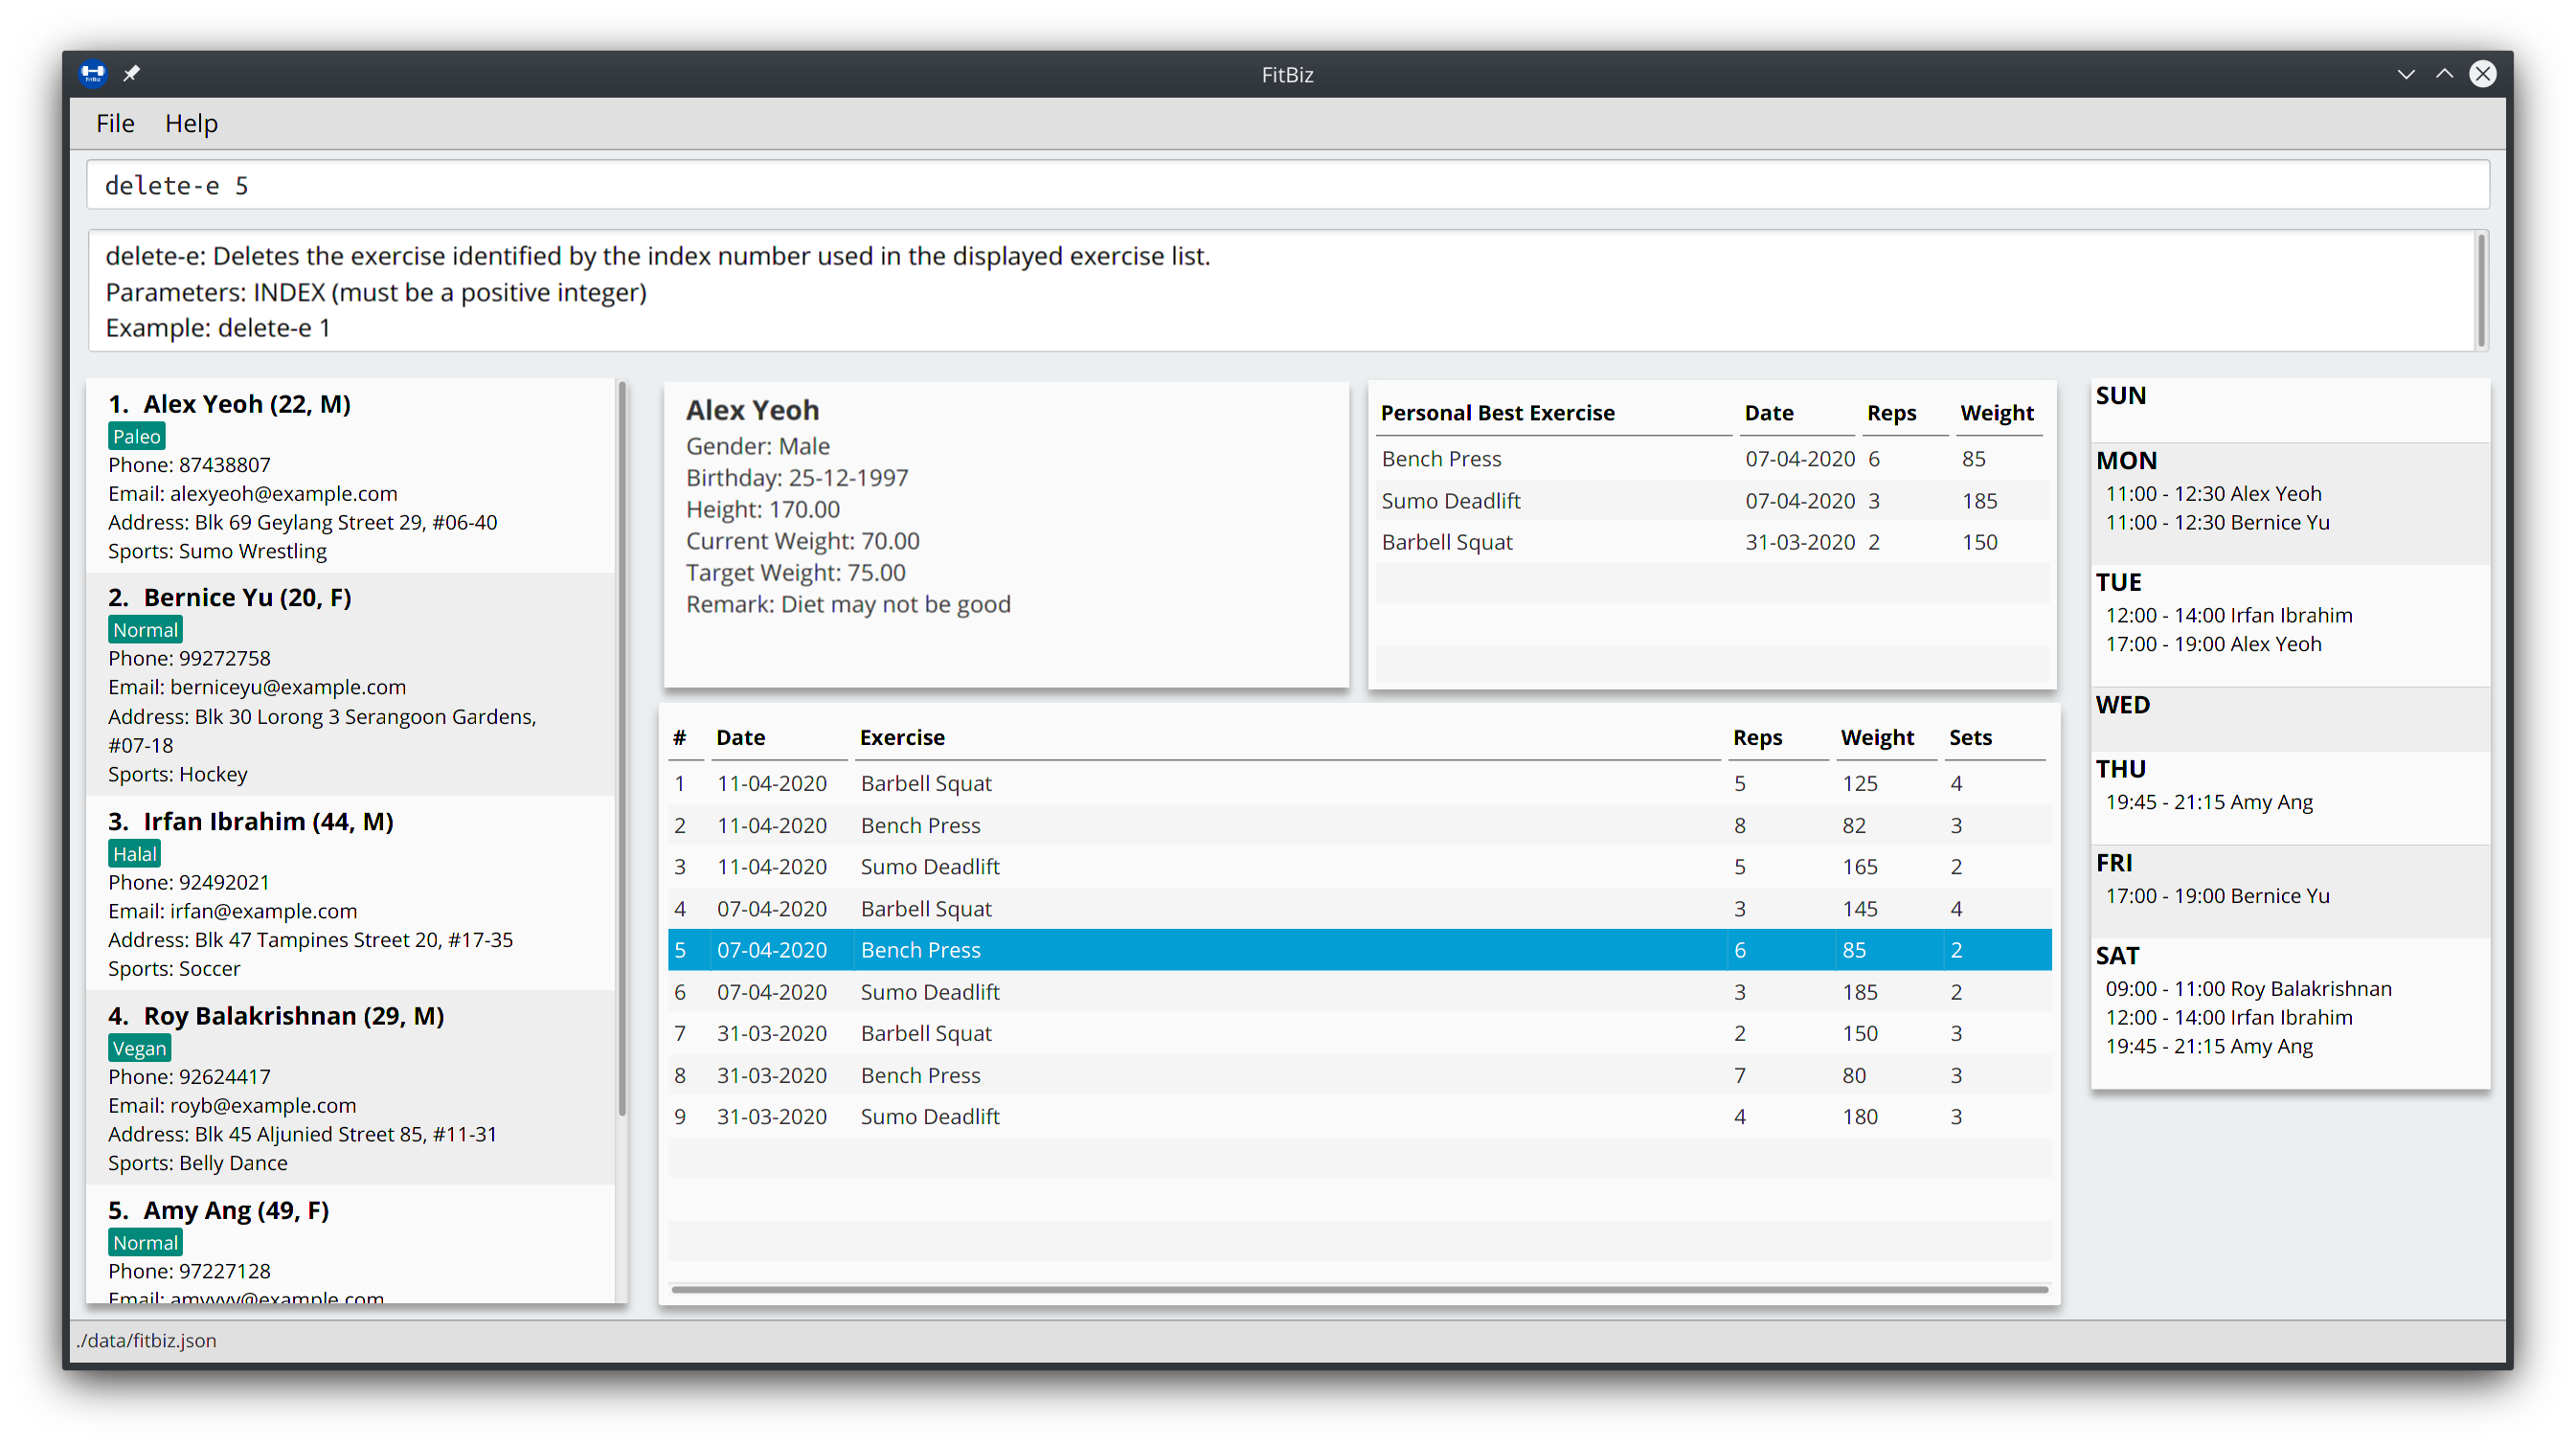 FitBiz
File Help
delete-e 5
delete-e: Deletes the exercise identified by the index number used in the displayed exercise list.
Parameters: INDEX (must be a positive integer)
Example: delete-e 1
1. Alex Yeoh (22, M)
Paleo
Phone: 87438807
Email: alexyeoh@example.com
Address: Blk 69 Geylang Street 29, #06-40
Sports: Sumo Wrestling
2. Bernice Yu (20, F)
Normal
Phone: 99272758
Email: berniceyu@example.com
Address: Blk 30 Lorong 3 Serangoon Gardens,
#07-18
Sports: Hockey
3. Irfan Ibrahim (44, M)
Halal
Phone: 92492021
Email: irfan@example.com
Address: Blk 47 Tampines Street 20, #17-35
Sports: Soccer
4. Roy Balakrishnan (29, M)
Vegan
Phone: 92624417
Email: royb@example.com
Address: Blk 45 Aljunied Street 85, #11-31
Sports: Belly Dance
5. Amy Ang (49, F)
Normal
Phone: 97227128
Email: amyyyy@example.com
Alex Yeoh
Gender: Male
Birthday: 25-12-1997
Height: 170.00
Current Weight: 70.00
Target Weight: 75.00
Remark: Diet may not be good
Personal Best Exercise Date Reps Weight
Bench Press 07-04-2020 6 85
Sumo Deadlift 07-04-2020 3 185
Barbell Squat 31-03-2020 2 150
# Date Exercise Reps Weight Sets
1 11-04-2020 Barbell Squat 5 125 4
2 11-04-2020 Bench Press 8 82 3
3 11-04-2020 Sumo Deadlift 5 165 2
4 07-04-2020 Barbell Squat 3 145 4
5 07-04-2020 Bench Press 6 85 2
6 07-04-2020 Sumo Deadlift 3 185 2
7 31-03-2020 Barbell Squat 2 150 3
8 31-03-2020 Bench Press 7 80 3
9 31-03-2020 Sumo Deadlift 4 180 3
SUN
MON
11:00 - 12:30 Alex Yeoh
11:00 - 12:30 Bernice Yu
TUE
12:00 - 14:00 Irfan Ibrahim
17:00 - 19:00 Alex Yeoh
WED
THU
19:45 - 21:15 Amy Ang
FRI
17:00 - 19:00 Bernice Yu
SAT
09:00 - 11:00 Roy Balakrishnan
12:00 - 14:00 Irfan Ibrahim
19:45 - 21:15 Amy Ang
./data/fitbiz.json